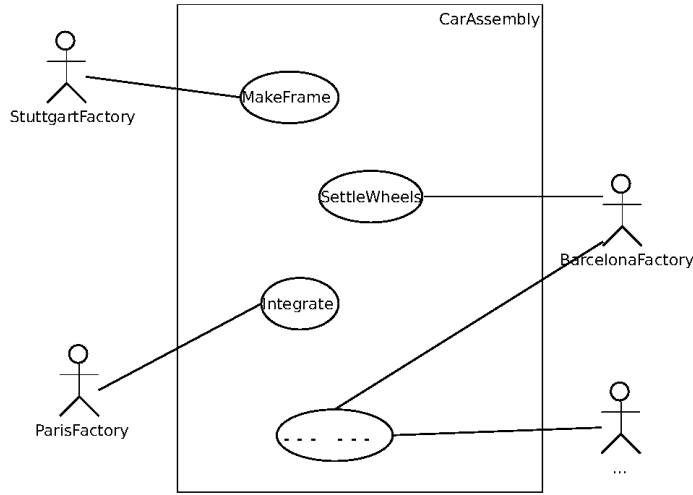 CarAssembly
StuttgartFactory
MakeFrame
SettleWheels
BarcelonaFactory
Integrate
ParisFactory
... ...
...